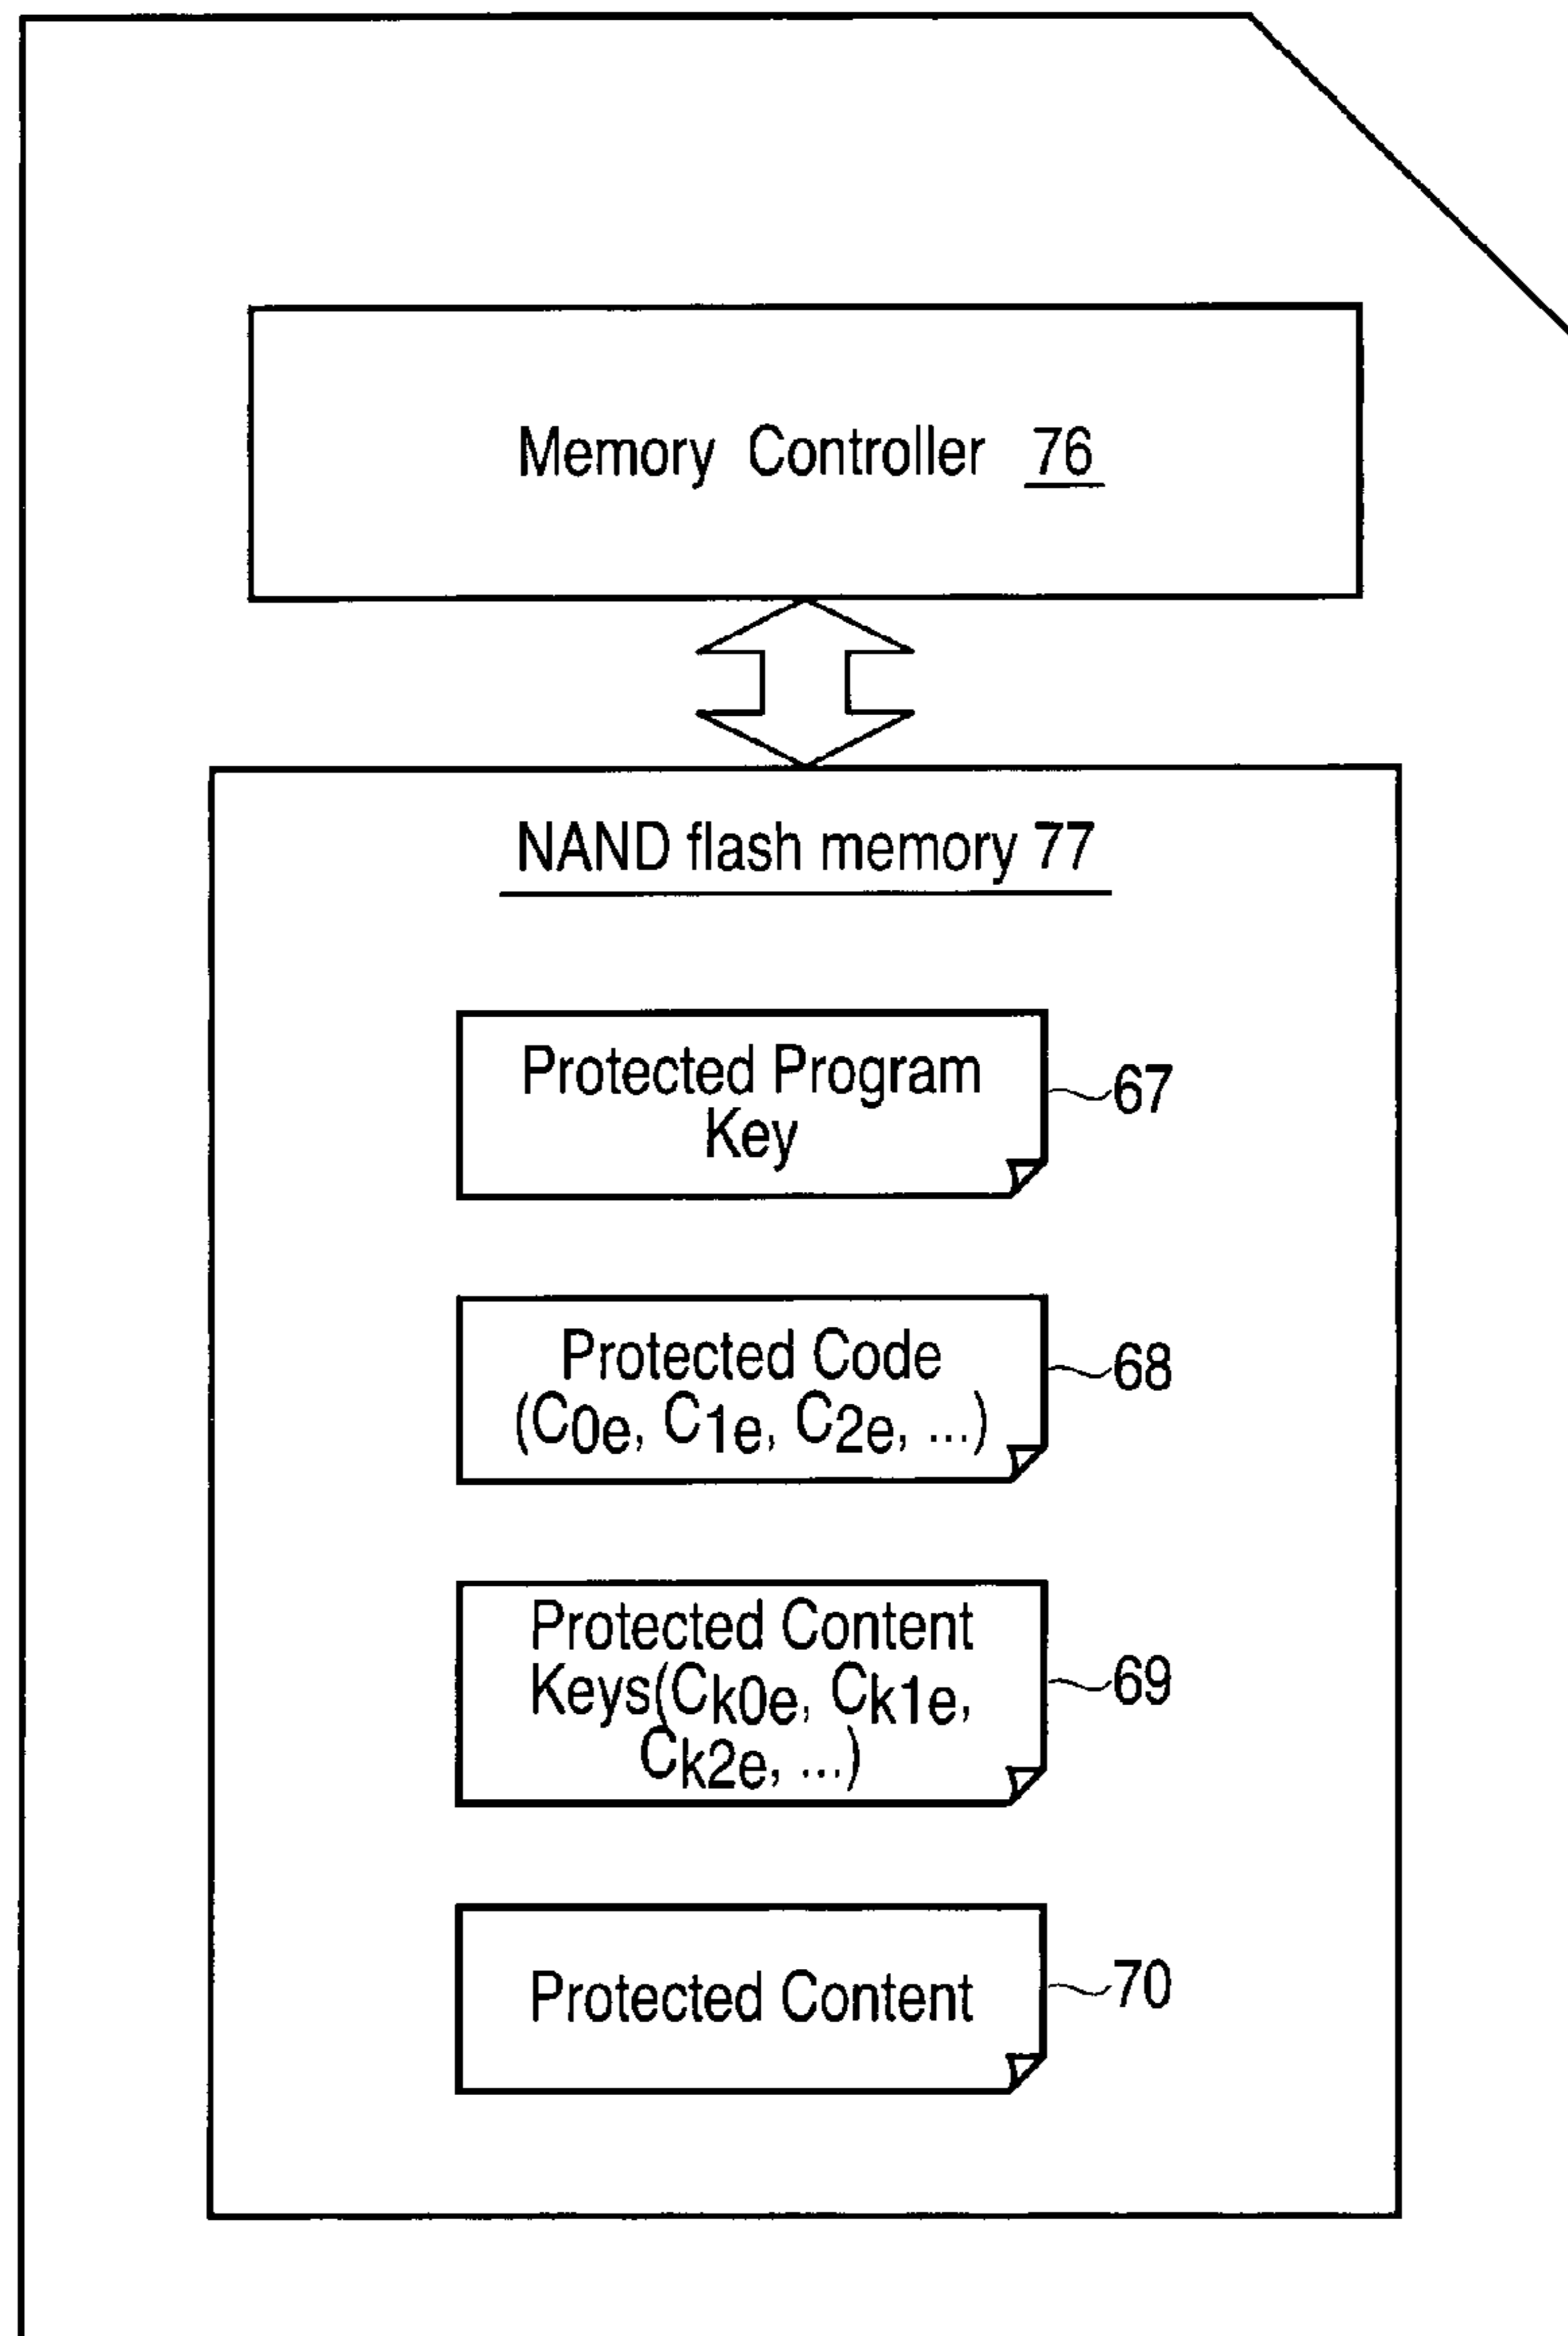 Memory Controller 76
NAND flash memory 77
Protected Program
Key
67
Protected Code
(C0e, C1e, C2e, ...)
68
Protected Content
Keys(Ck0e, Ck1e,
Ck2e, ...)
69
Protected Content
70